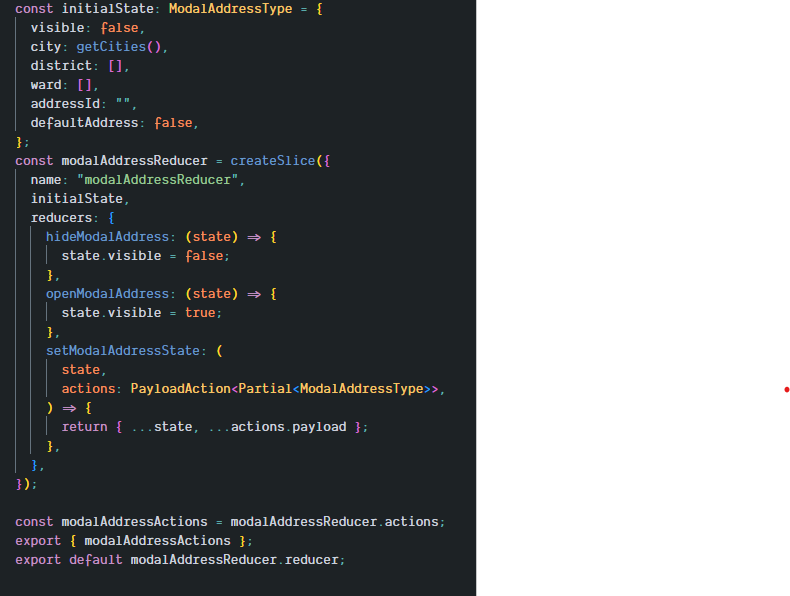 const initialState: ModalAddressType = {
  visible: false,
  city: getCities(),
  district: [],
  ward: [],
  addressId: "",
  defaultAddress: false,
};
const modalAddressReducer = createSlice({
  name: "modalAddressReducer",
  initialState,
  reducers: {
    hideModalAddress: (state) => {
      state.visible = false;
    },
    openModalAddress: (state) => {
      state.visible = true;
    },
    setModalAddressState: (
      state,
      actions: PayloadAction<Partial<ModalAddressType>>,
    ) => {
      return { ...state, ...actions.payload };
    },
  },
});

const modalAddressActions = modalAddressReducer.actions;
export { modalAddressActions };
export default modalAddressReducer.reducer;